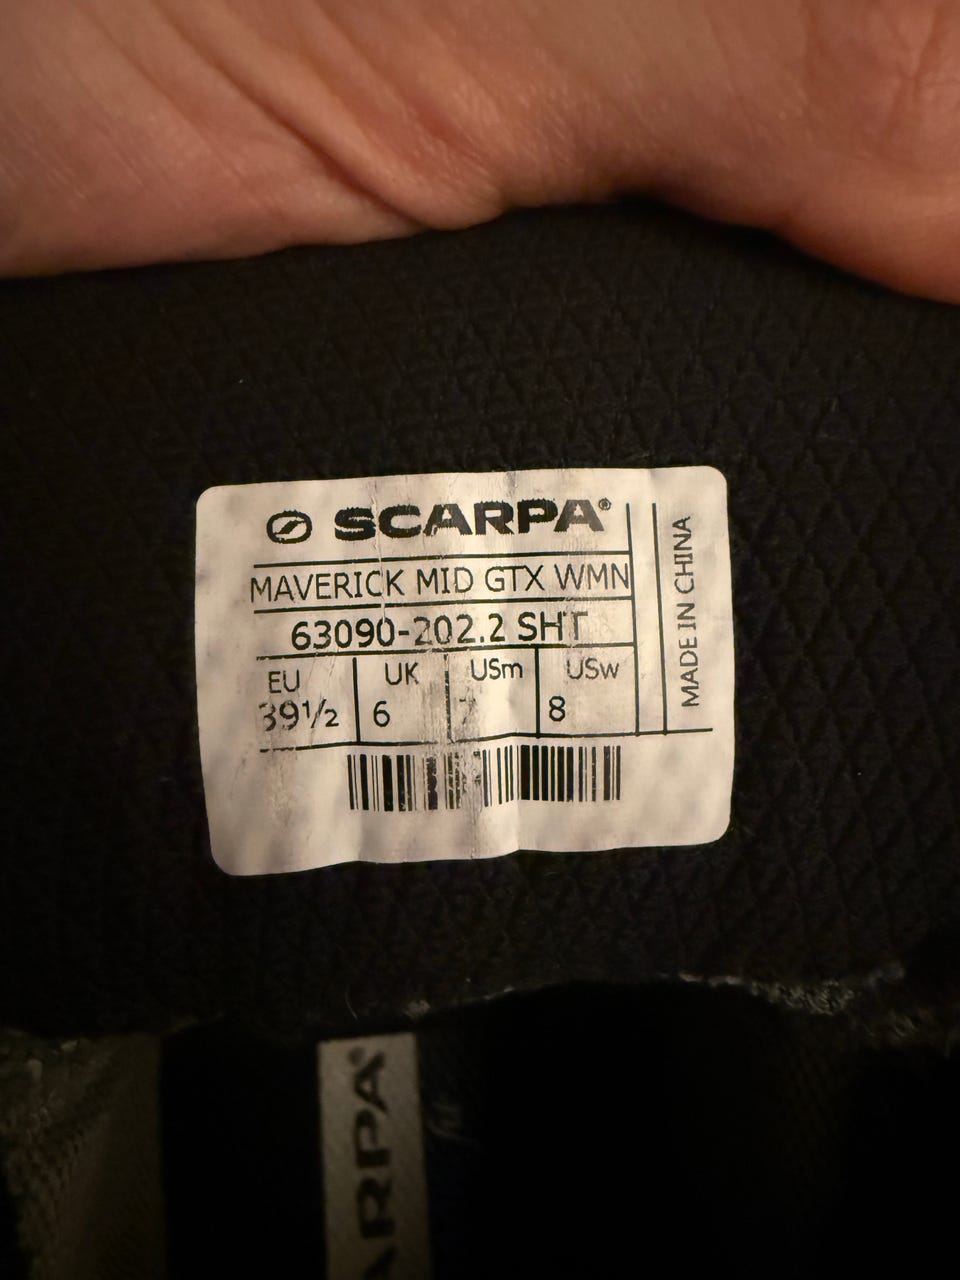 SCARPA®
MAVERICK MID GTX WMN
63090-202.2 SHT
EU UK USm USw
39½ 6 7 8
MADE IN CHINA
ARPA®